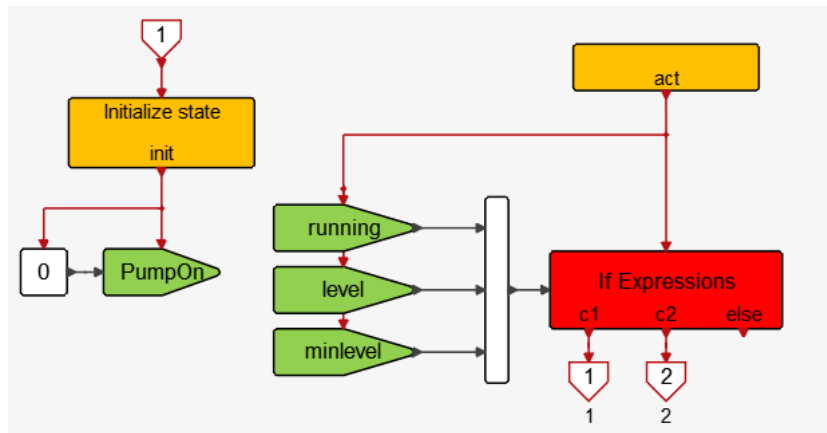 1
Initialize state
init
0
PumpOn
act
running
level
minlevel
If Expressions
c1 c2 else
1 2
1 2